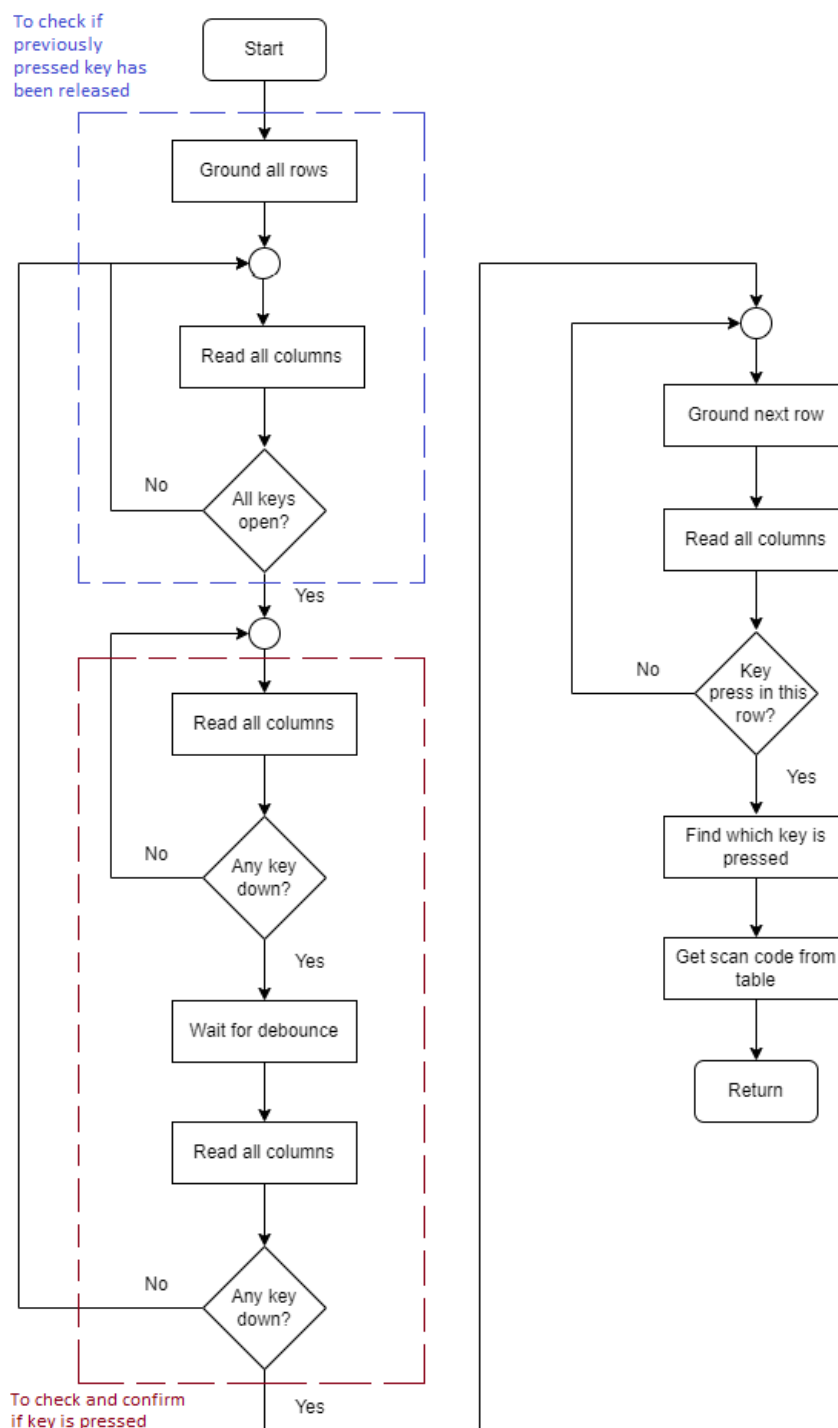 To check if
previously
pressed key has
been released
Start
Ground all rows
Read all columns
All keys
open?
No
Yes
Read all columns
Any key
down?
No
Yes
Wait for debounce
Read all columns
Any key
down?
No
Yes
To check and confirm
if key is pressed
Ground next row
Read all columns
Key
press in this
row?
No
Yes
Find which key is
pressed
Get scan code from
table
Return